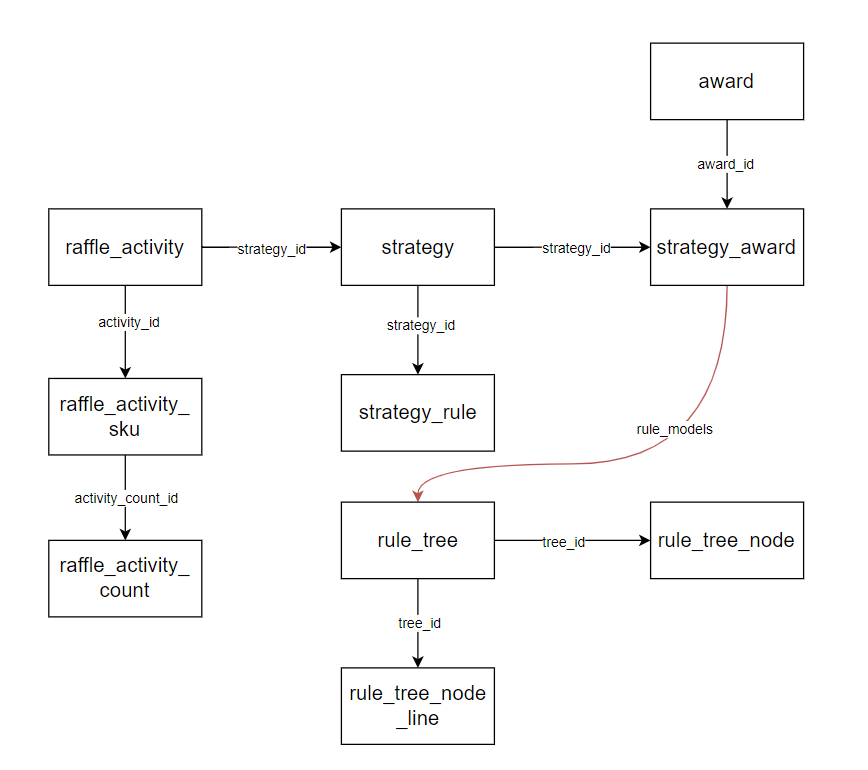 award
award_id
raffle_activity
strategy_id
strategy
strategy_id
strategy_award
activity_id
strategy_id
raffle_activity_
sku
strategy_rule
rule_models
activity_count_id
raffle_activity_
count
rule_tree
tree_id
rule_tree_node
tree_id
rule_tree_node
_line